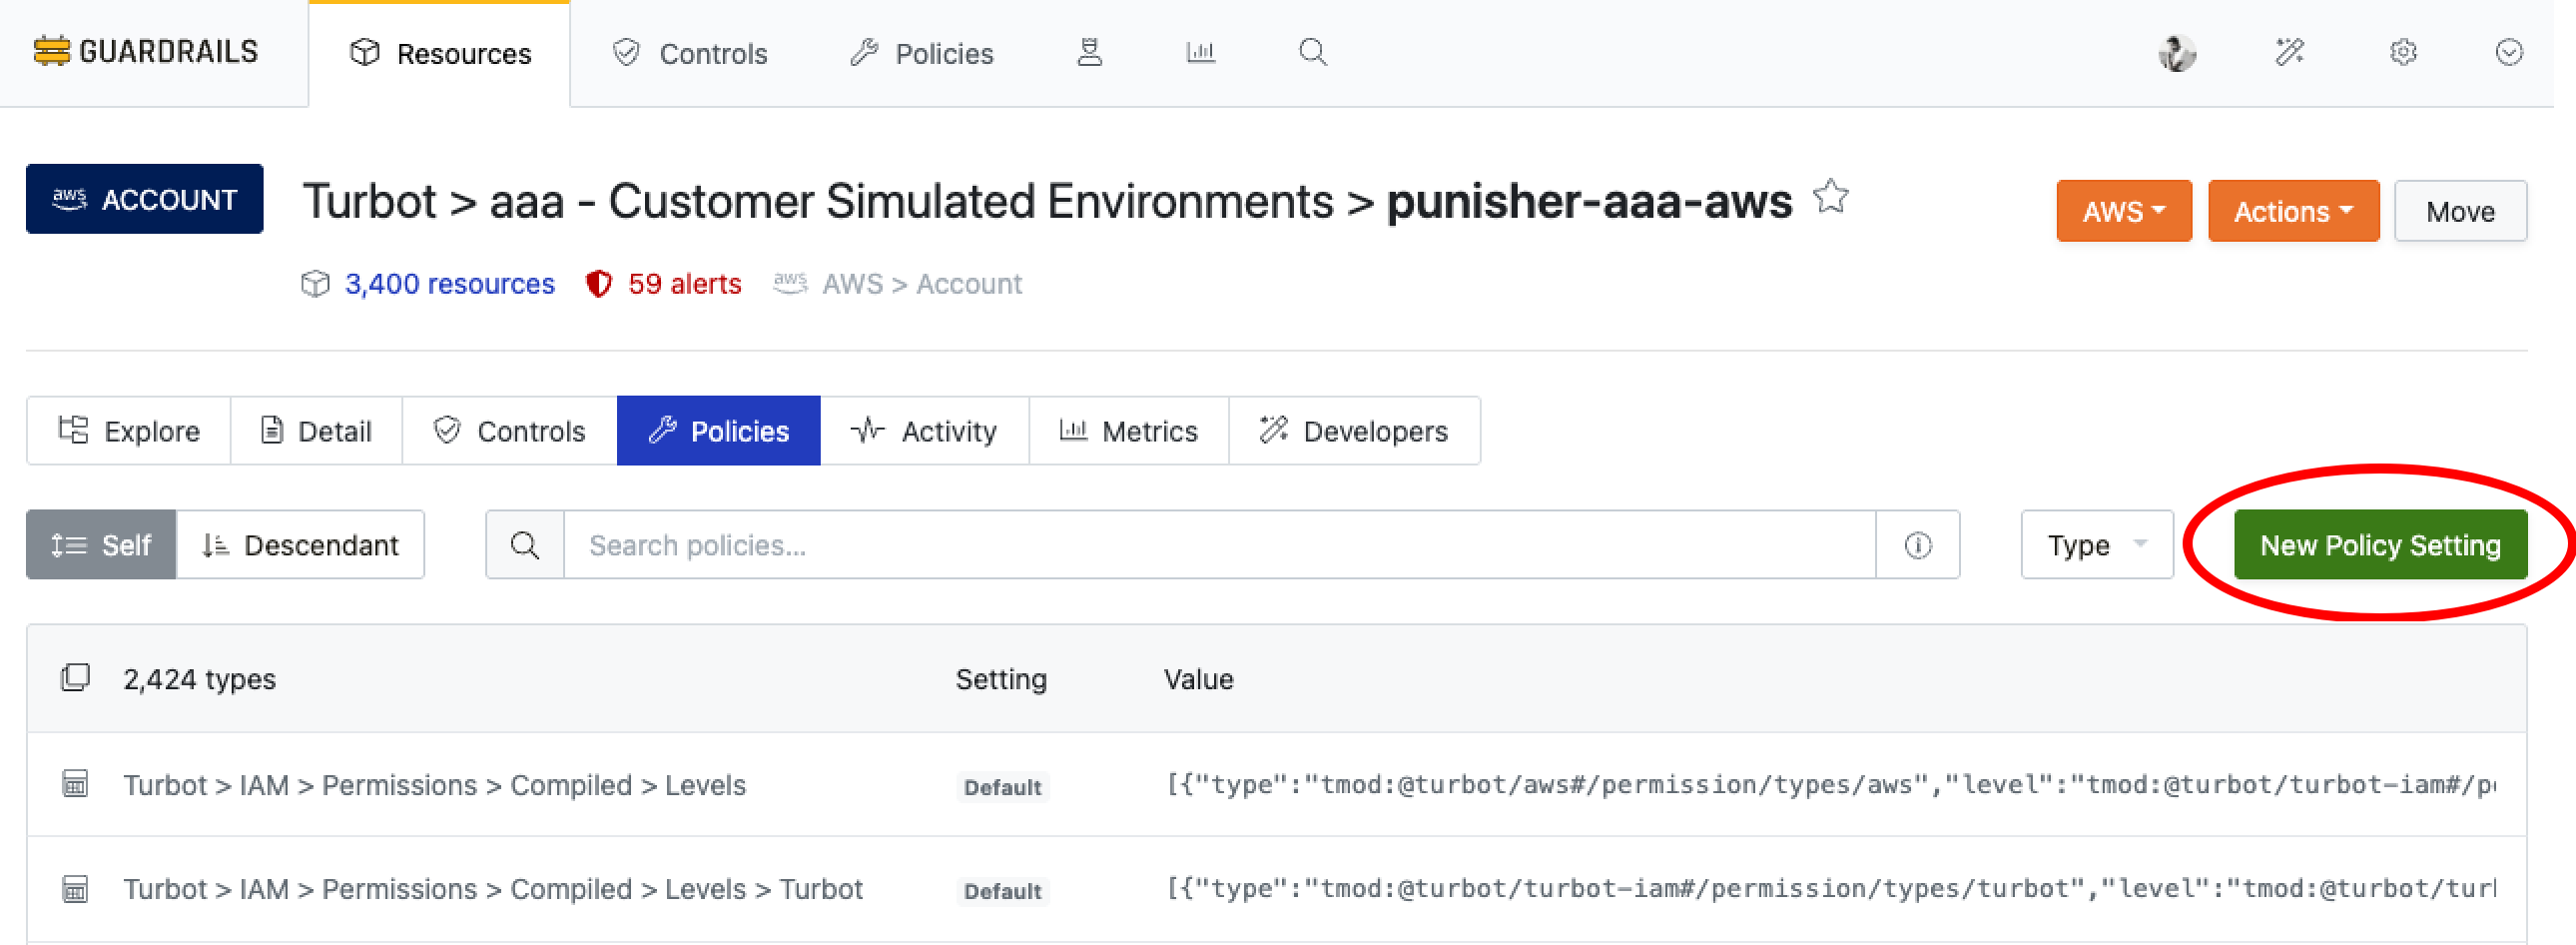 GUARDRAILS Resources Controls Policies
aws ACCOUNT Turbot > aaa - Customer Simulated Environments > punisher-aaa-aws AWS Actions Move
3,400 resources 59 alerts aws AWS > Account
Explore Detail Controls Policies Activity Metrics Developers
Self Descendant Search policies... Type New Policy Setting
2,424 types Setting Value
Turbot > IAM > Permissions > Compiled > Levels Default [{"type":"tmod:@turbot/aws#/permission/types/aws","level":"tmod:@turbot/turbot-iam#/pe
Turbot > IAM > Permissions > Compiled > Levels > Turbot Default [{"type":"tmod:@turbot/turbot-iam#/permission/types/turbot","level":"tmod:@turbot/turl